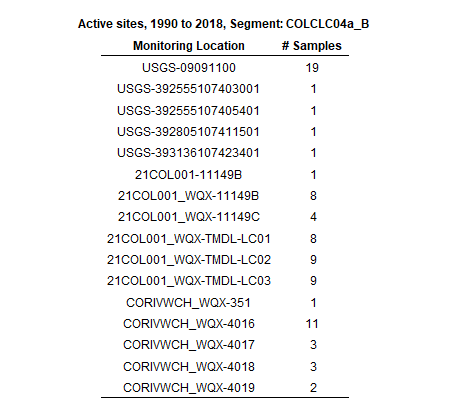 Active sites, 1990 to 2018, Segment: COLCLC04a_B
Monitoring Location # Samples
USGS-09091100 19
USGS-392555107403001 1
USGS-392555107405401 1
USGS-392805107411501 1
USGS-393136107423401 1
21COL001-11149B 1
21COL001_WQX-11149B 8
21COL001_WQX-11149C 4
21COL001_WQX-TMDL-LC01 8
21COL001_WQX-TMDL-LC02 9
21COL001_WQX-TMDL-LC03 9
CORIVWCH_WQX-351 1
CORIVWCH_WQX-4016 11
CORIVWCH_WQX-4017 3
CORIVWCH_WQX-4018 3
CORIVWCH_WQX-4019 2